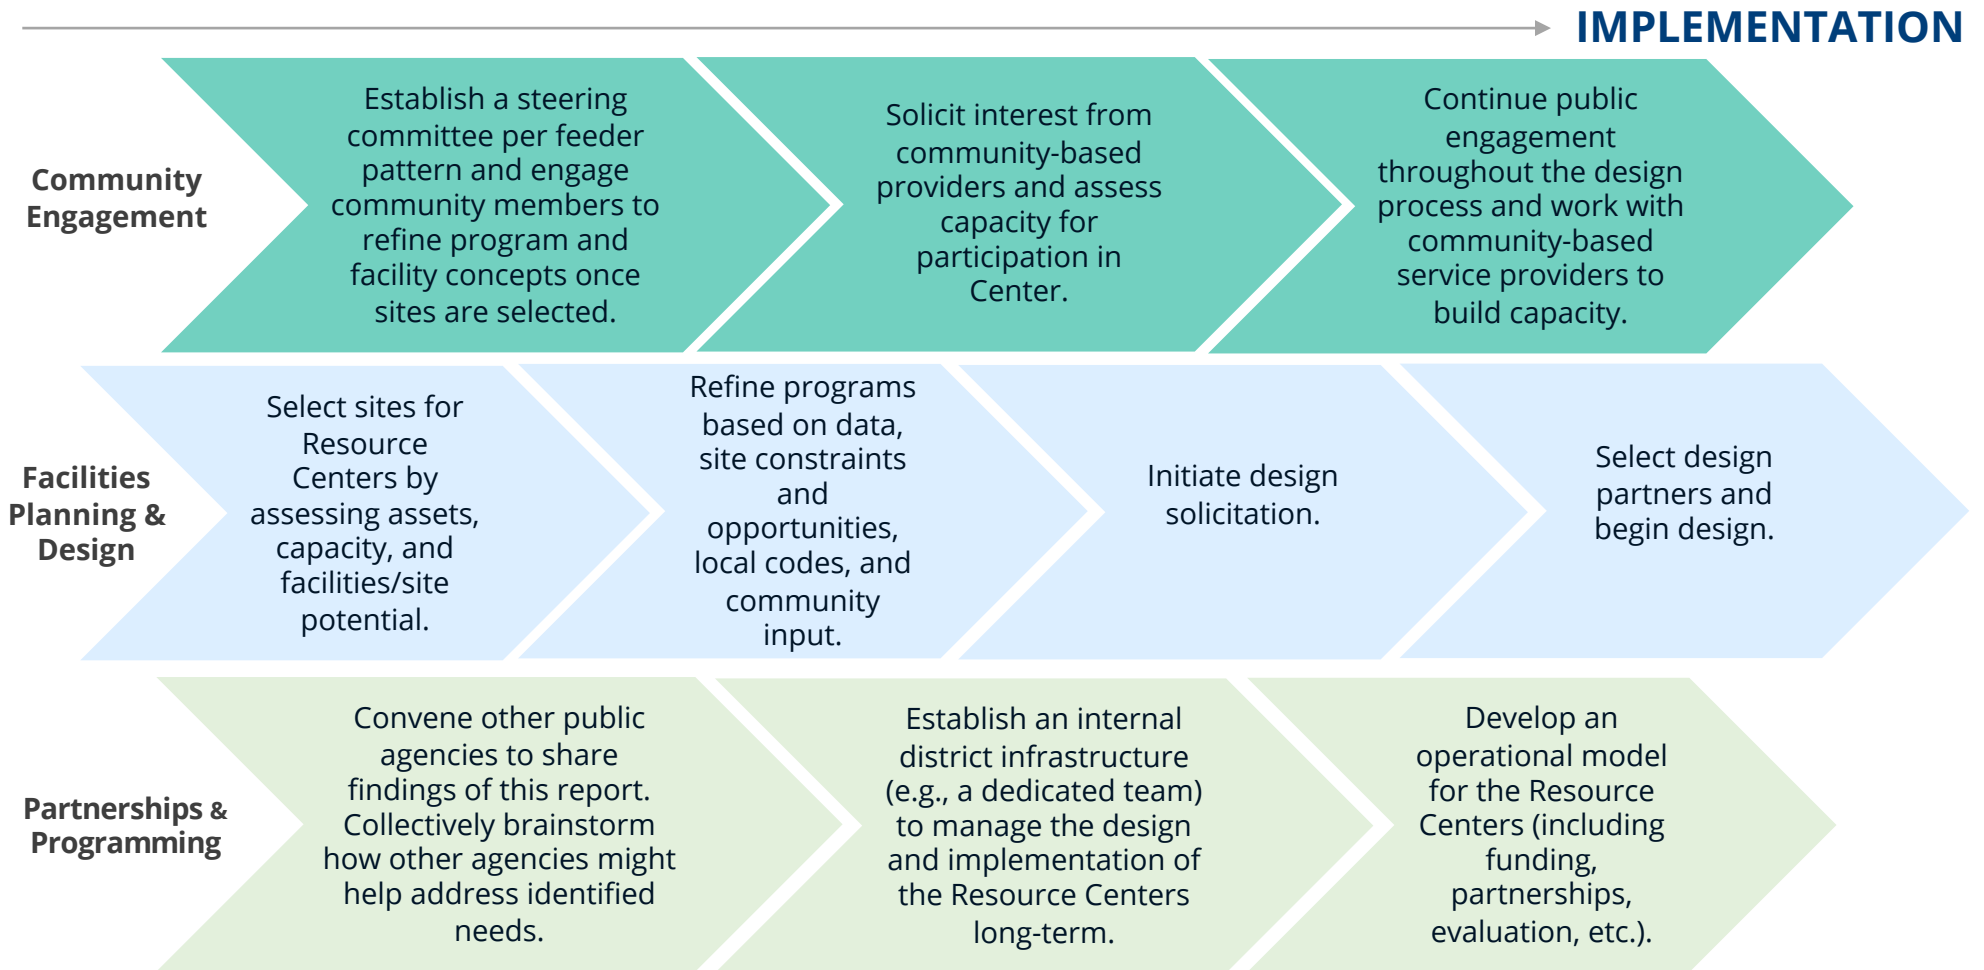 IMPLEMENTATION
Community
Engagement
Establish a steering
committee per feeder
pattern and engage
community members to
refine program and
facility concepts once
sites are selected.
Solicit interest from
community-based
providers and assess
capacity for
participation in
Center.
Continue public
engagement
throughout the design
process and work with
community-based
service providers to
build capacity.
Facilities
Planning &
Design
Select sites for
Resource
Centers by
assessing assets,
capacity, and
facilities/site
potential.
Refine programs
based on data,
site constraints
and
opportunities,
local codes, and
community
input.
Initiate design
solicitation.
Select design
partners and
begin design.
Partnerships &
Programming
Convene other public
agencies to share
findings of this report.
Collectively brainstorm
how other agencies might
help address identified
needs.
Establish an internal
district infrastructure
(e.g., a dedicated team)
to manage the design
and implementation of
the Resource Centers
long-term.
Develop an
operational model
for the Resource
Centers (including
funding,
partnerships,
evaluation, etc.).